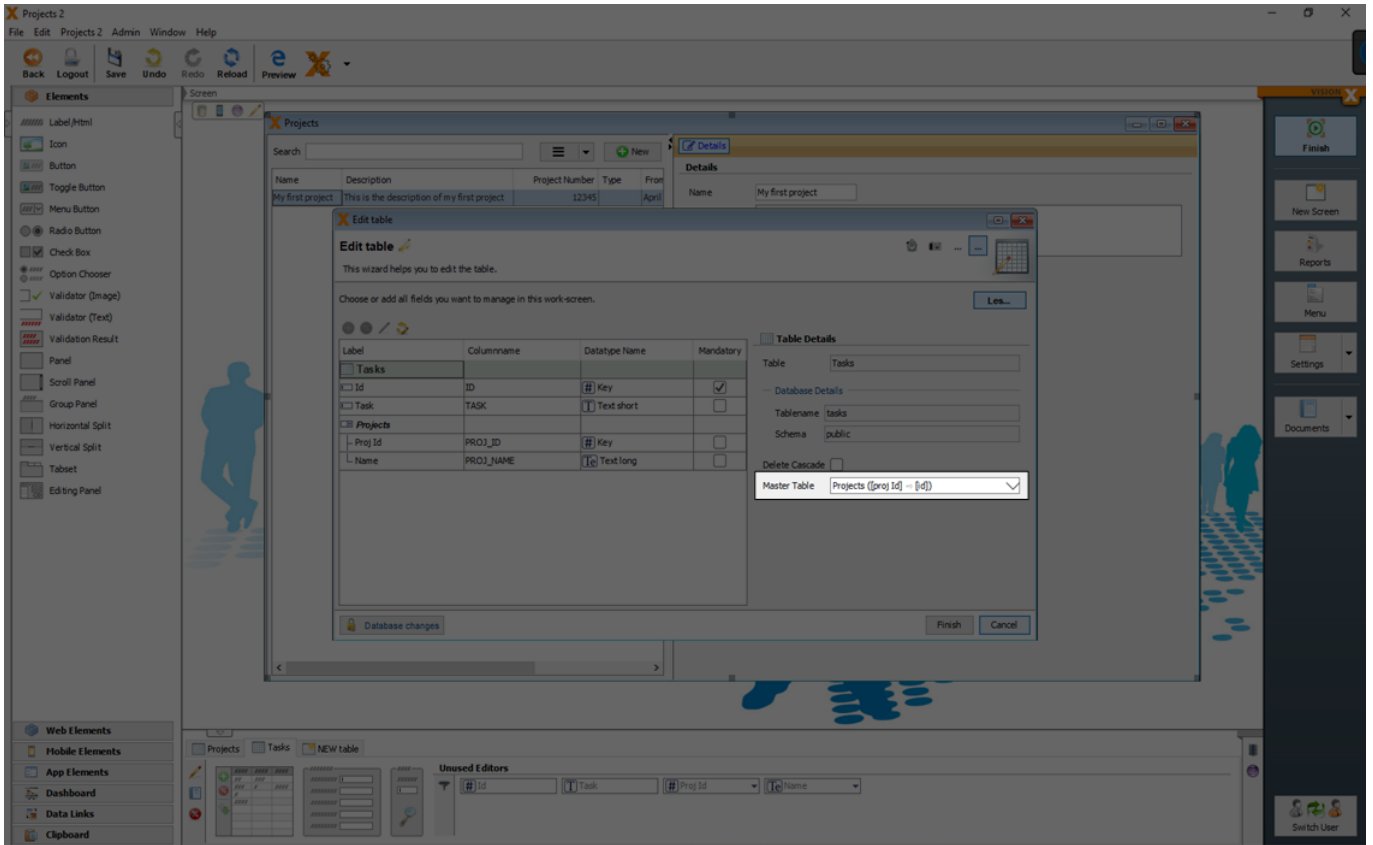 Projects 2
File Edit Projects 2 Admin Window Help
Back Logout Save Undo Redo Reload Preview
Elements
Label/Html
Icon
Button
Toggle Button
Menu Button
Radio Button
Check Box
Option Chooser
Validator (Image)
Validator (Text)
Validation Result
Panel
Scroll Panel
Group Panel
Horizontal Split
Vertical Split
Tabset
Editing Panel
Web Elements
Mobile Elements
App Elements
Dashboard
Data Links
Clipboard
Screen
Projects
Search
New
Name Description Project Number Type From
My first project This is the description of my first project 12345 April
Details
Details
Name My first project
Edit table
Edit table
This wizard helps you to edit the table.
Choose or add all fields you want to manage in this work-screen.
Les...
Label Columnname Datatype Name Mandatory
Tasks
Id ID # Key
Task TASK T Text short
Projects
Proj Id PROJ_ID # Key
Name PROJ_NAME Te Text long
Table Details
Table Tasks
Database Details
Tablename tasks
Schema public
Delete Cascade
Master Table Projects ([proj Id] → [id])
Database changes
Finish Cancel
Projects Tasks NEW table
Unused Editors
# Id T Task # Proj Id Te Name
VISION X
Finish
New Screen
Reports
Menu
Settings
Documents
Switch User